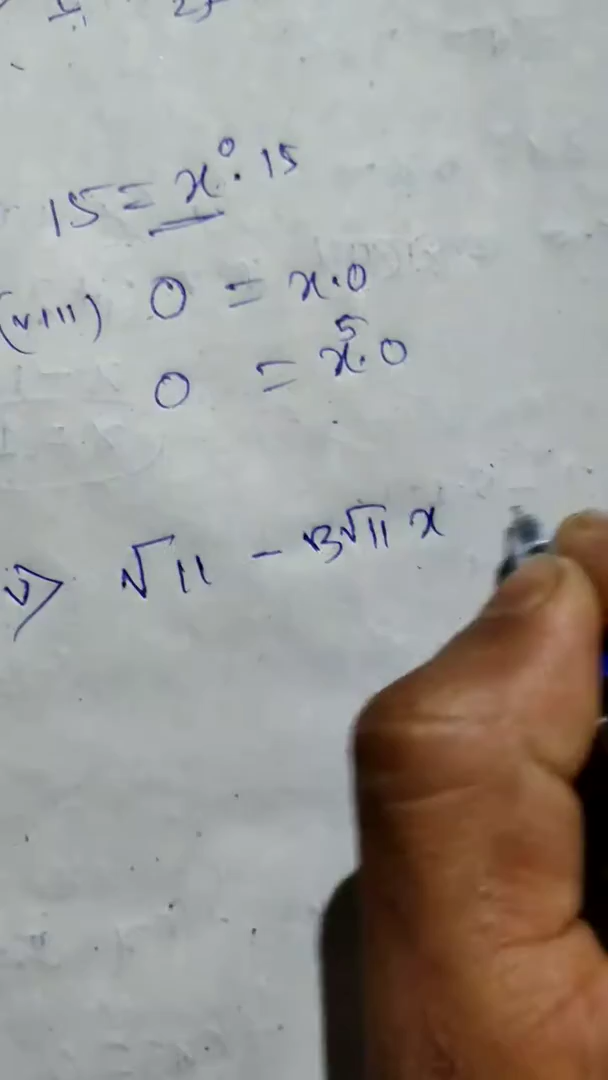 15 = x⁰. 15
(viii) 0 = x.0
0 = x⁵.0
v> √11 - 3√11 x